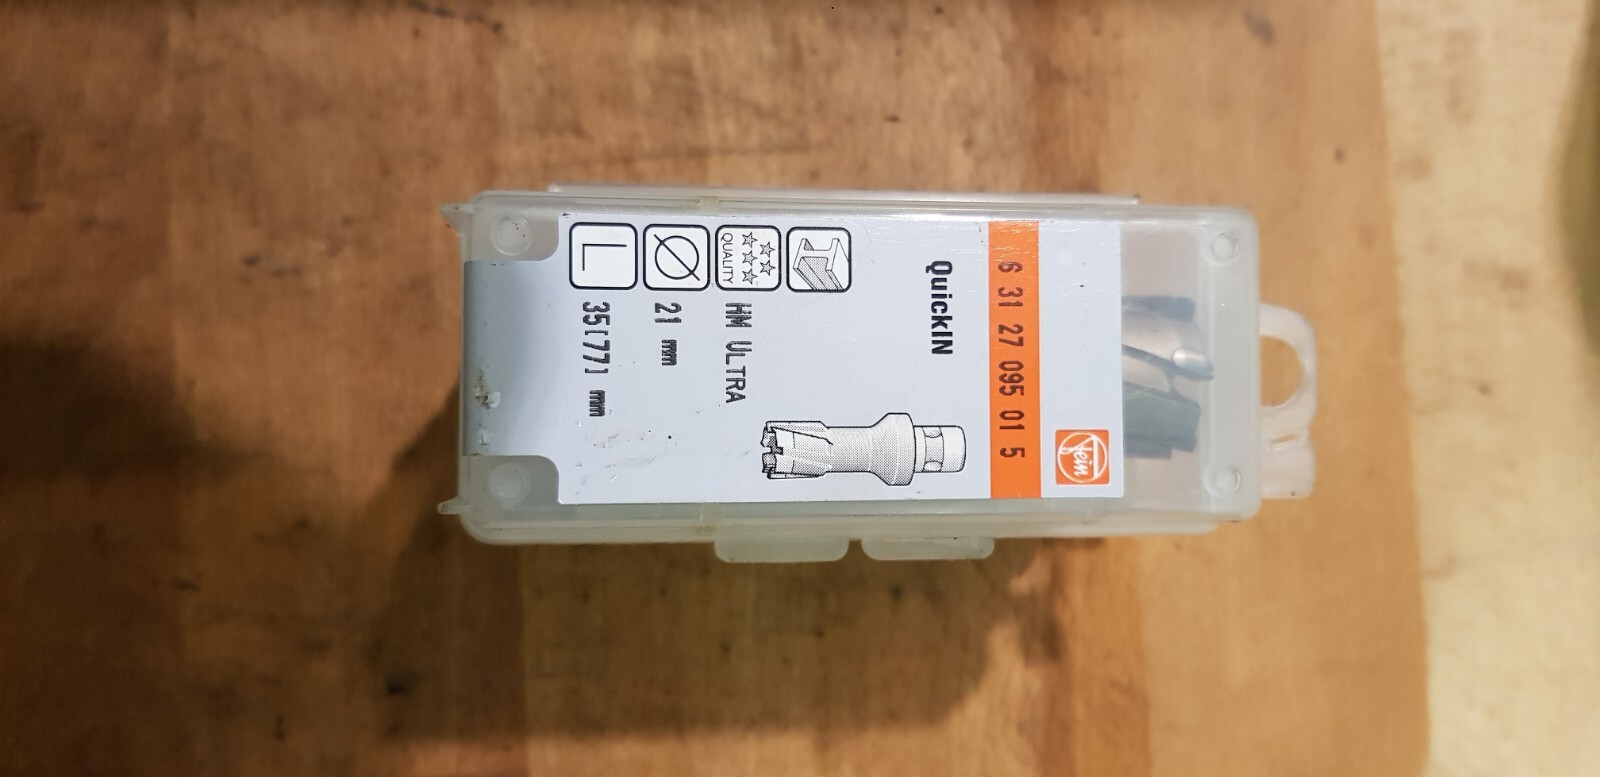 fein
6 31 27 095 01 5
QuickIN
QUALITY
HM ULTRA
21 mm
L
35[77] mm